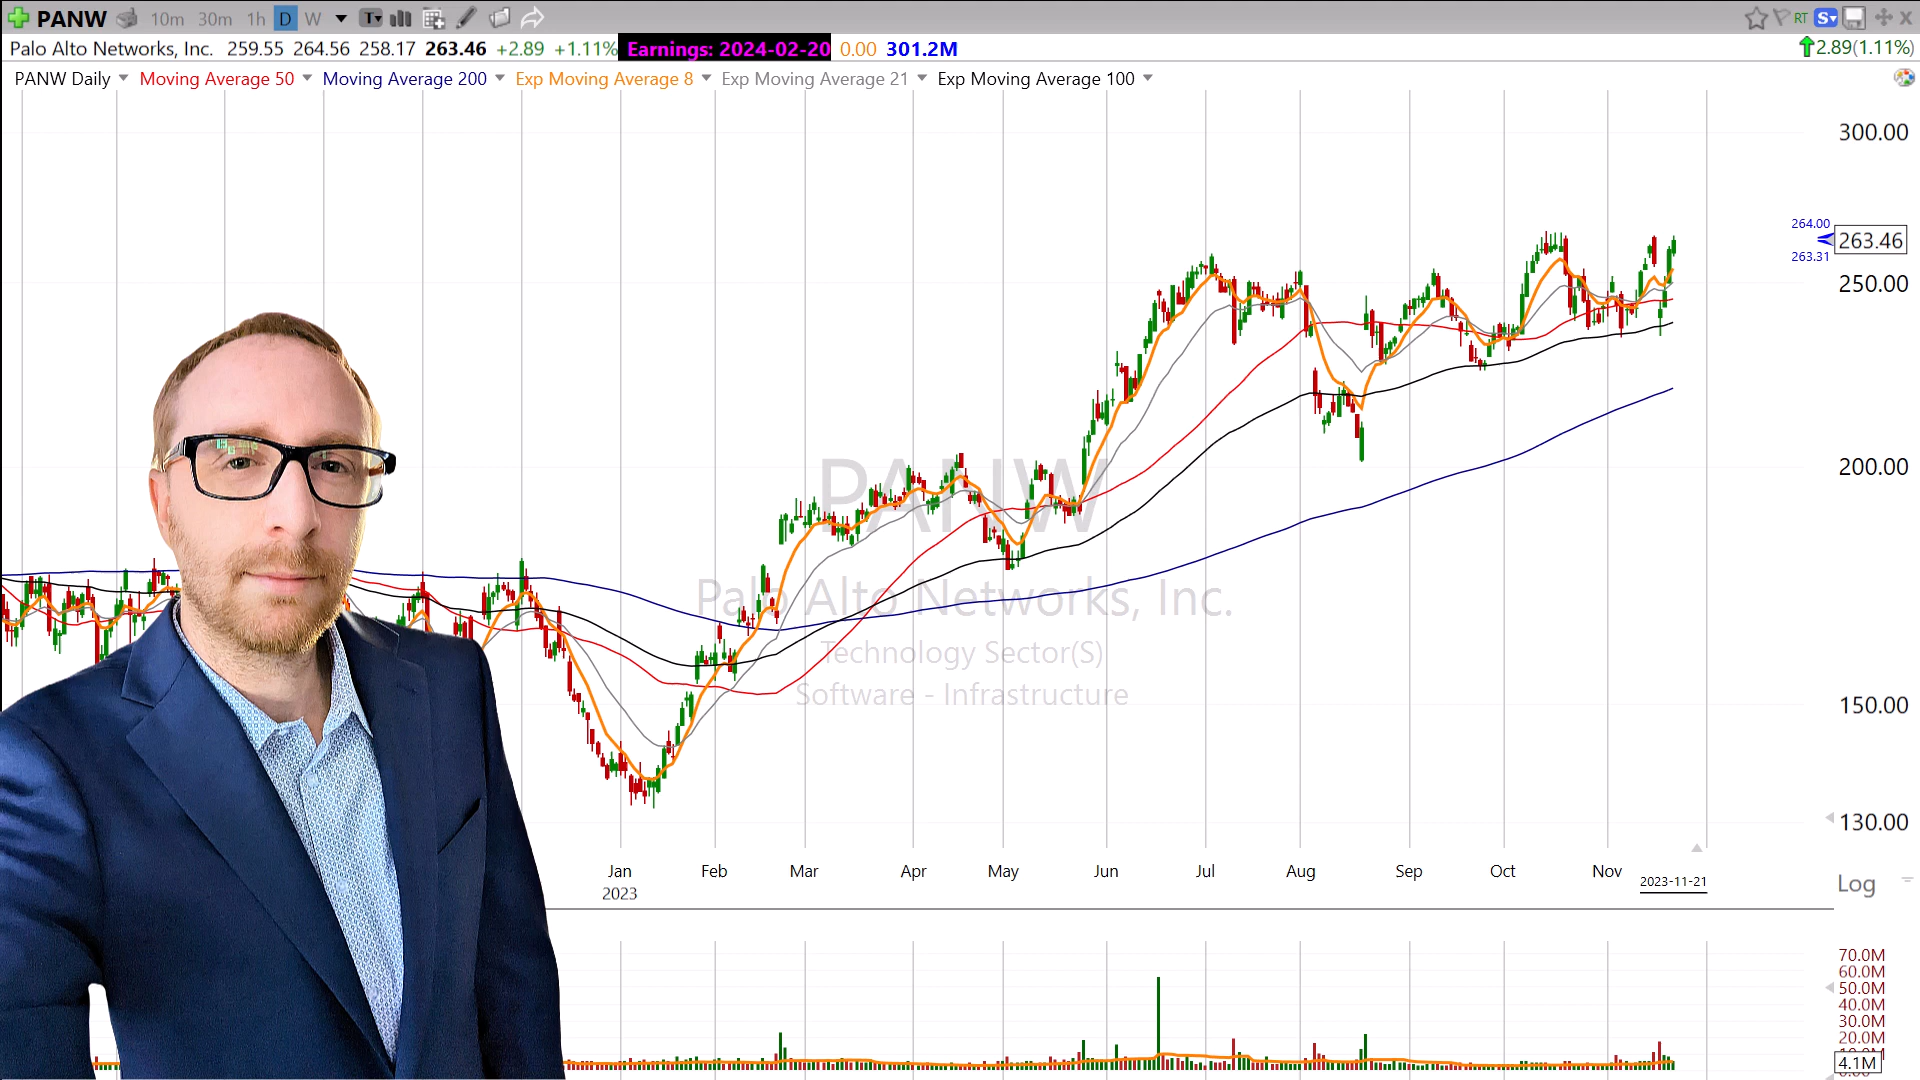 PANW 10m 30m 1h D W T RT S
Palo Alto Networks, Inc. 259.55 264.56 258.17 263.46 +2.89 +1.11% Earnings: 2024-02-20 0.00 301.2M 2.89(1.11%)
PANW Daily Moving Average 50 Moving Average 200 Exp Moving Average 8 Exp Moving Average 21 Exp Moving Average 100
300.00
264.00
263.46
263.31
250.00
200.00
PANW
Palo Alto Networks, Inc.
Technology Sector(S)
Software - Infrastructure
150.00
130.00
Jan Feb Mar Apr May Jun Jul Aug Sep Oct Nov 2023-11-21
2023
Log
70.0M
60.0M
50.0M
40.0M
30.0M
20.0M
4.1M